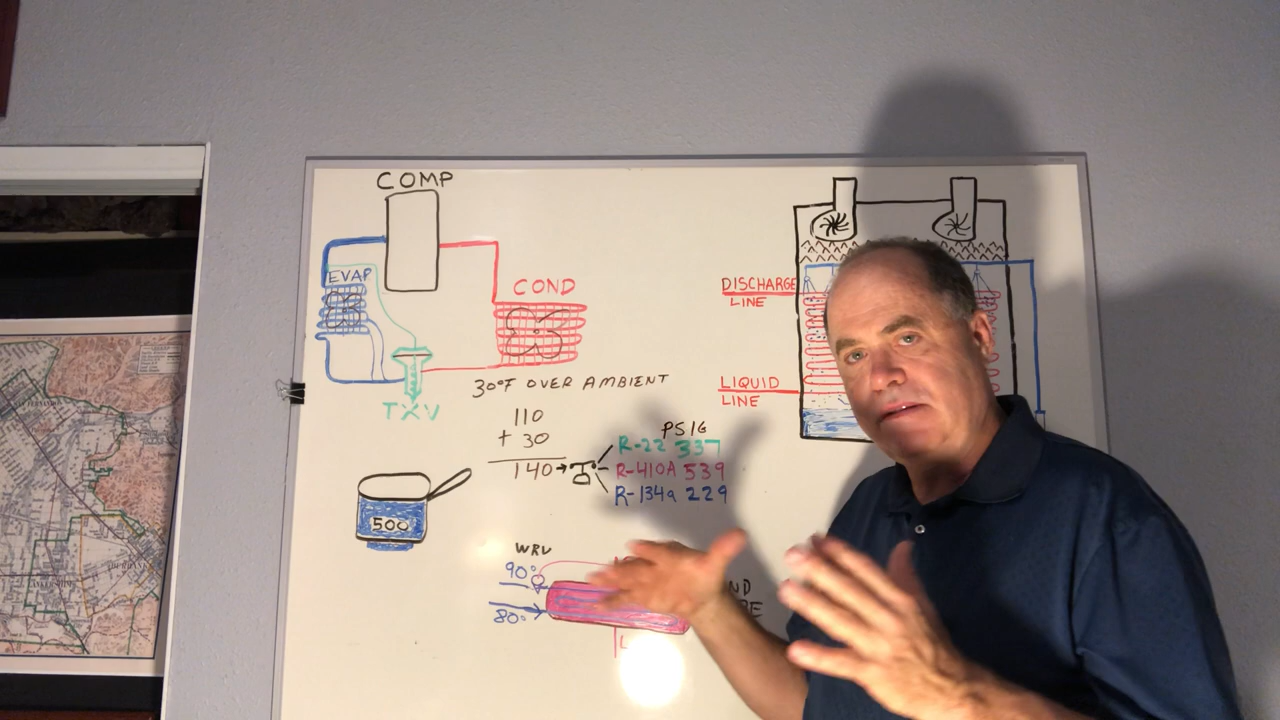 COMP
EVAP
COND
TXV
30°F OVER AMBIENT
110
+ 30
140
PSIG
R-22 337
R-410A 539
R-134a 229
500
WRV
90°
80°
DISCHARGE
LINE
LIQUID
LINE